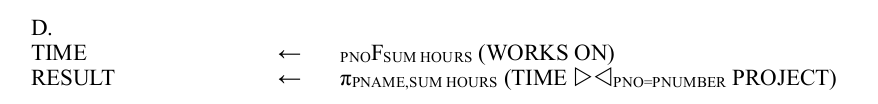 D.
TIME ← PNOFSUM HOURS (WORKS ON)
RESULT ← πPNAME,SUM HOURS (TIME ▷◁PNO=PNUMBER PROJECT)